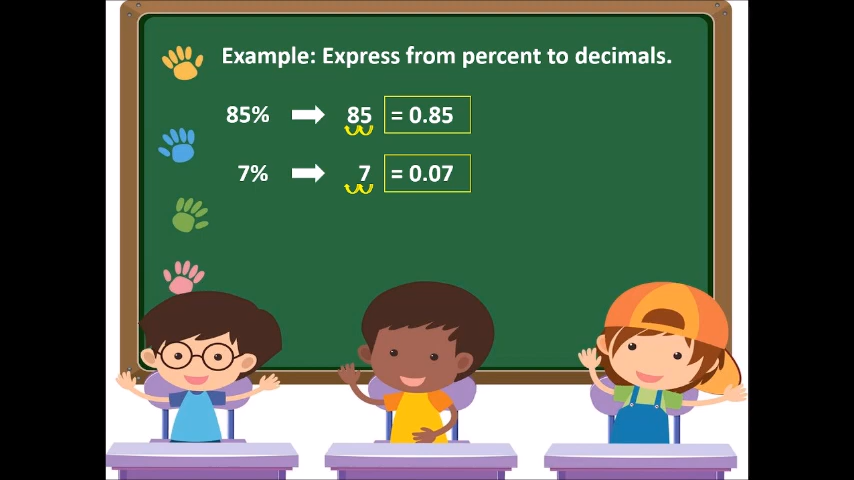 Example: Express from percent to decimals.
85% 85 = 0.85
7% 7 = 0.07